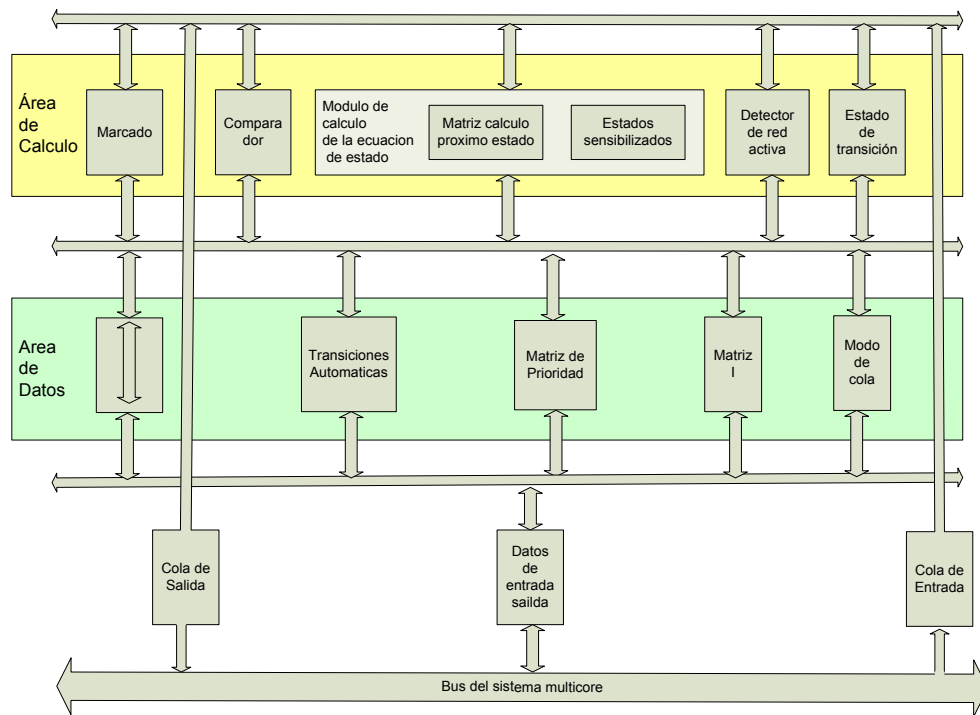 Área
de
Calculo
Marcado
Compara
dor
Modulo de
calculo
de la ecuacion
de estado
Matriz calculo
proximo estado
Estados
sensibilizados
Detector
de red
activa
Estado
de
transición
Area
de
Datos
Transiciones
Automaticas
Matriz de
Prioridad
Matriz
I
Modo
de
cola
Cola de
Salida
Datos
de
entrada
sailda
Cola de
Entrada
Bus del sistema multicore